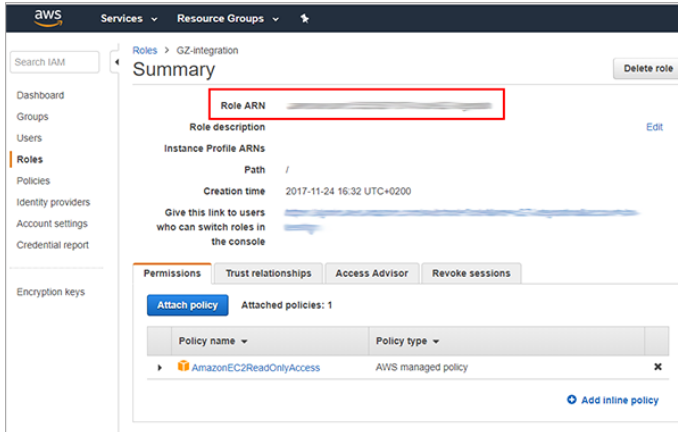 aws Services Resource Groups
Search IAM
Dashboard
Groups
Users
Roles
Policies
Identity providers
Account settings
Credential report
Encryption keys
Roles > GZ-integration
Summary
Delete role
Role ARN
Role description Edit
Instance Profile ARNs
Path /
Creation time 2017-11-24 16:32 UTC+0200
Give this link to users
who can switch roles in
the console
Permissions Trust relationships Access Advisor Revoke sessions
Attach policy Attached policies: 1
Policy name Policy type
AmazonEC2ReadOnlyAccess AWS managed policy
Add inline policy